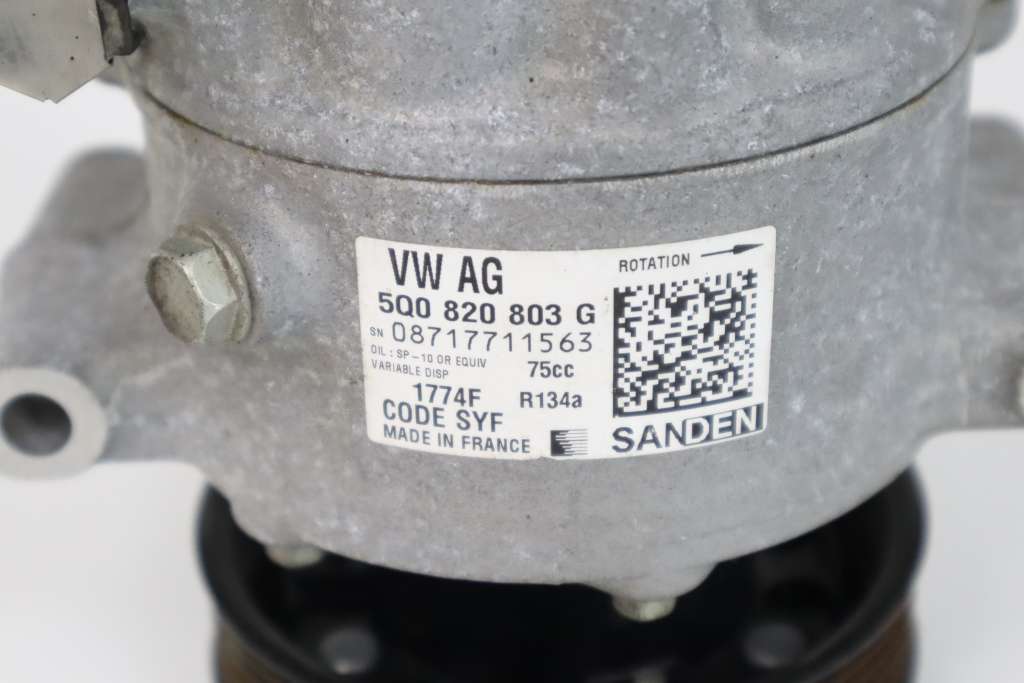 VW AG
ROTATION
5Q0 820 803 G
SN 08717711563
OIL : SP-10 OR EQUIV
75cc
VARIABLE DISP
1774F R134a
CODE SYF
MADE IN FRANCE
SANDEN